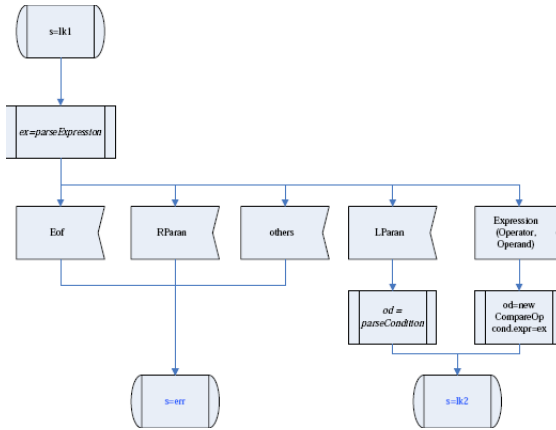 s=lk1
ex=parseExpression
Eof
RParan
others
LParan
Expression
(Operator,
Operand)
od =
parseCondition
od=new
CompareOp
cond.expr=ex
s=err
s=lk2